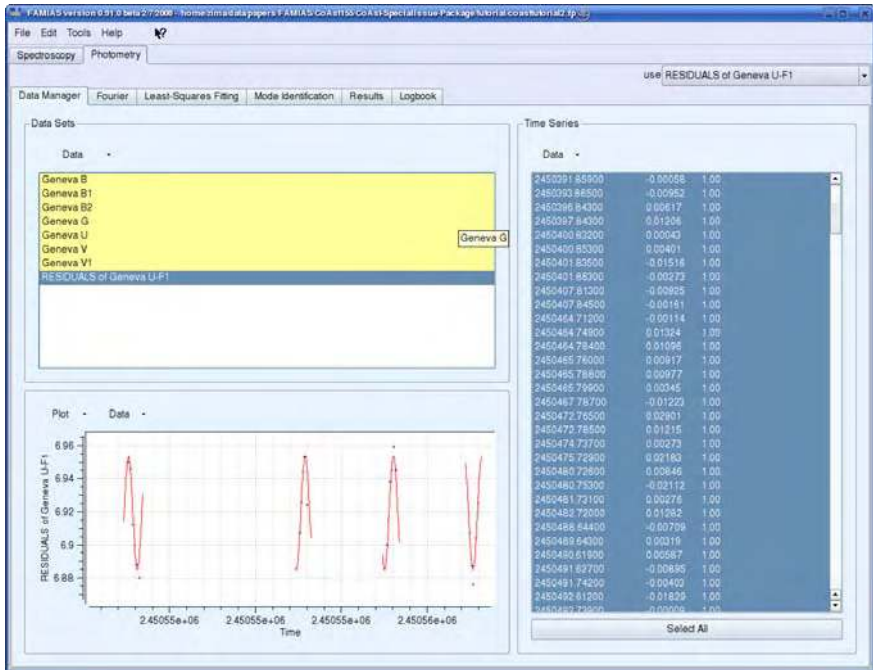 FAMIAS version 0.91.0 beta 2.7.2008 - home/zima/datapapers/FAMIAS/CoAst155/CoAst-SpecialIssue-Package/tutorial
File Edit Tools Help
Spectroscopy Photometry
use RESIDUALS of Geneva U-F1
Data Manager Fourier Least-Squares Fitting Mode Identification Results Logbook
Data Sets
Data
Geneva B
Geneva B1
Geneva B2
Geneva G
Geneva U
Geneva V
Geneva V1
RESIDUALS of Geneva U-F1
Geneva G
Plot Data
RESIDUALS of Geneva U-F1
6.96
6.94
6.92
6.9
6.88
2.45055e+06 2.45055e+06 2.45055e+06 2.45056e+06
Time
Time Series
Data
2450391.85900 -0.00058 1.00
2450393.86500 -0.00952 1.00
2450396.84300 0.00617 1.00
2450397.84300 0.01206 1.00
2450400.83200 0.00043 1.00
2450400.85300 0.00401 1.00
2450401.83500 -0.01516 1.00
2450401.86300 -0.00273 1.00
2450407.81300 -0.00925 1.00
2450407.84500 -0.00161 1.00
2450464.71200 -0.00114 1.00
2450464.74900 0.01324 1.00
2450464.78400 0.01096 1.00
2450465.76000 0.00917 1.00
2450465.78800 0.00977 1.00
2450465.79900 0.00345 1.00
2450467.78700 -0.01223 1.00
2450472.76500 0.02901 1.00
2450472.78500 0.01215 1.00
2450474.73700 0.00273 1.00
2450475.72900 0.02183 1.00
2450480.72600 0.00846 1.00
2450480.75300 -0.02112 1.00
2450481.73100 0.00276 1.00
2450482.72000 0.01262 1.00
2450488.64400 -0.00709 1.00
2450489.64300 0.00319 1.00
2450490.61900 0.00587 1.00
2450491.62700 -0.00895 1.00
2450491.74200 -0.00402 1.00
2450492.61200 -0.01829 1.00
2450492.73900 -0.00009 1.00
Select All